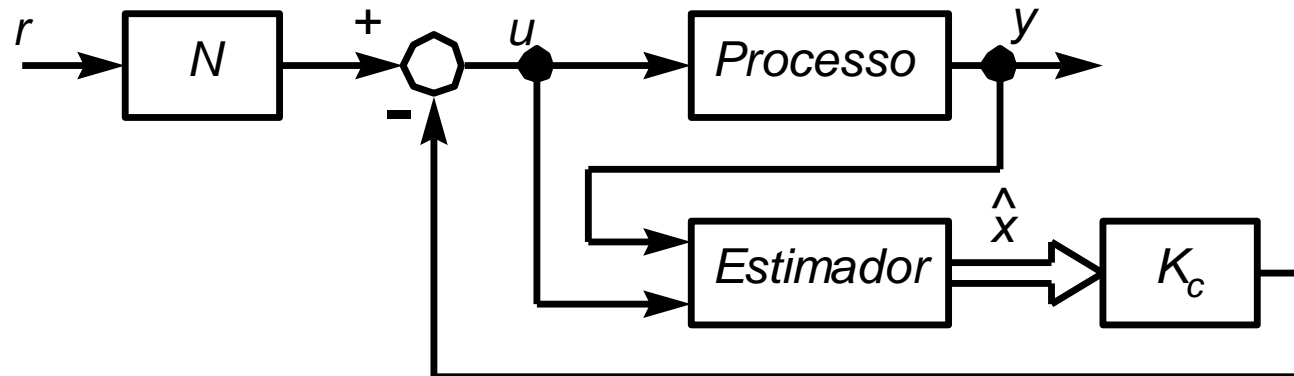 r
N
+
-
u
Processo
y
Estimador
x̂
K_c